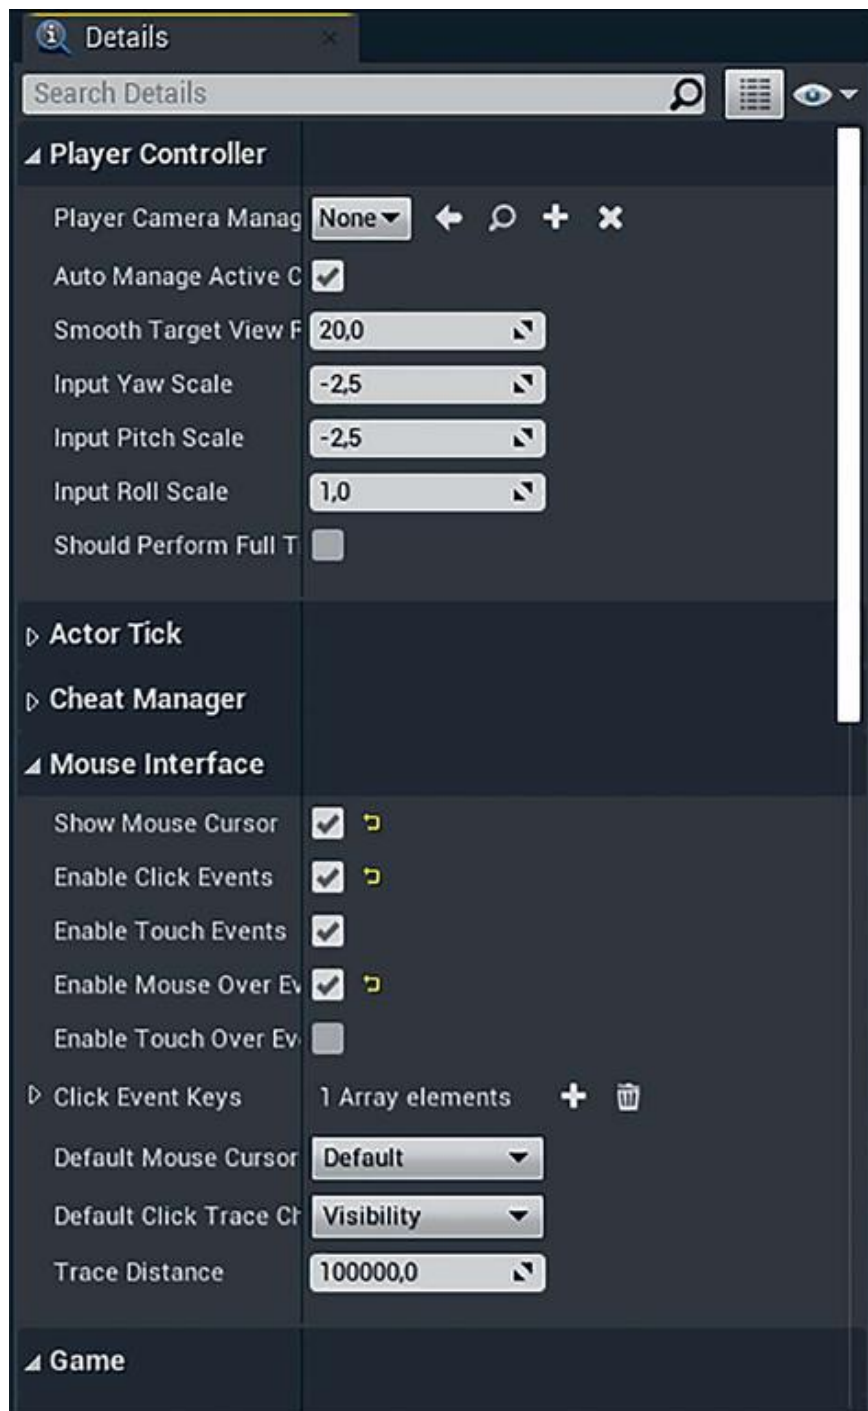 Details
Search Details
Player Controller
Player Camera Manag None
Auto Manage Active C
Smooth Target View F 20,0
Input Yaw Scale -2,5
Input Pitch Scale -2,5
Input Roll Scale 1,0
Should Perform Full T
Actor Tick
Cheat Manager
Mouse Interface
Show Mouse Cursor
Enable Click Events
Enable Touch Events
Enable Mouse Over Ev
Enable Touch Over Ev
Click Event Keys 1 Array elements
Default Mouse Cursor Default
Default Click Trace Ch Visibility
Trace Distance 100000,0
Game